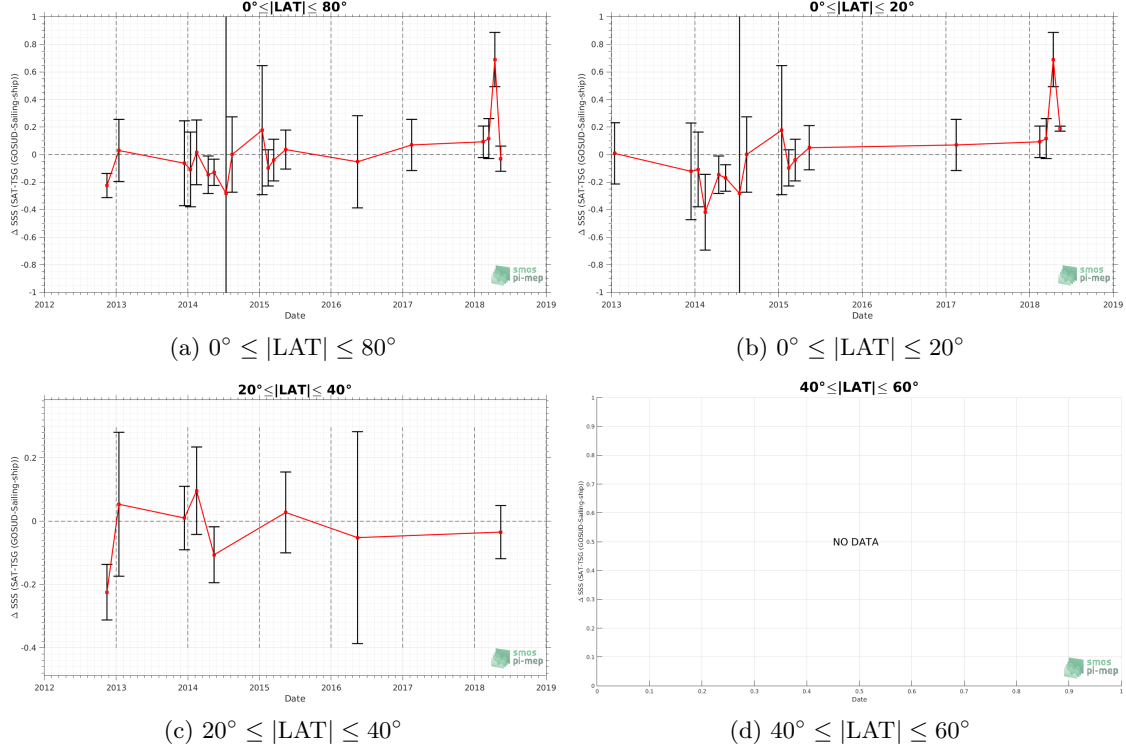 0°≤|LAT|≤ 80°
Δ SSS (SAT-TSG (GOSUD-Sailing-ship))
1
0.8
0.6
0.4
0.2
0
-0.2
-0.4
-0.6
-0.8
-1
2012 2013 2014 2015 2016 2017 2018 2019
Date
smos
pi-mep
(a) 0° ≤ |LAT| ≤ 80°
0°≤|LAT|≤ 20°
Δ SSS (SAT-TSG (GOSUD-Sailing-ship))
1
0.8
0.6
0.4
0.2
0
-0.2
-0.4
-0.6
-0.8
-1
2013 2014 2015 2016 2017 2018 2019
Date
smos
pi-mep
(b) 0° ≤ |LAT| ≤ 20°
20°≤|LAT|≤ 40°
Δ SSS (SAT-TSG (GOSUD-Sailing-ship))
0.2
0
-0.2
-0.4
2012 2013 2014 2015 2016 2017 2018 2019
Date
smos
pi-mep
(c) 20° ≤ |LAT| ≤ 40°
40°≤|LAT|≤ 60°
Δ SSS (SAT-TSG (GOSUD-Sailing-ship))
1
0.9
0.8
0.7
0.6
0.5
0.4
0.3
0.2
0.1
0
NO DATA
0 0.1 0.2 0.3 0.4 0.5 0.6 0.7 0.8 0.9 1
Date
smos
pi-mep
(d) 40° ≤ |LAT| ≤ 60°